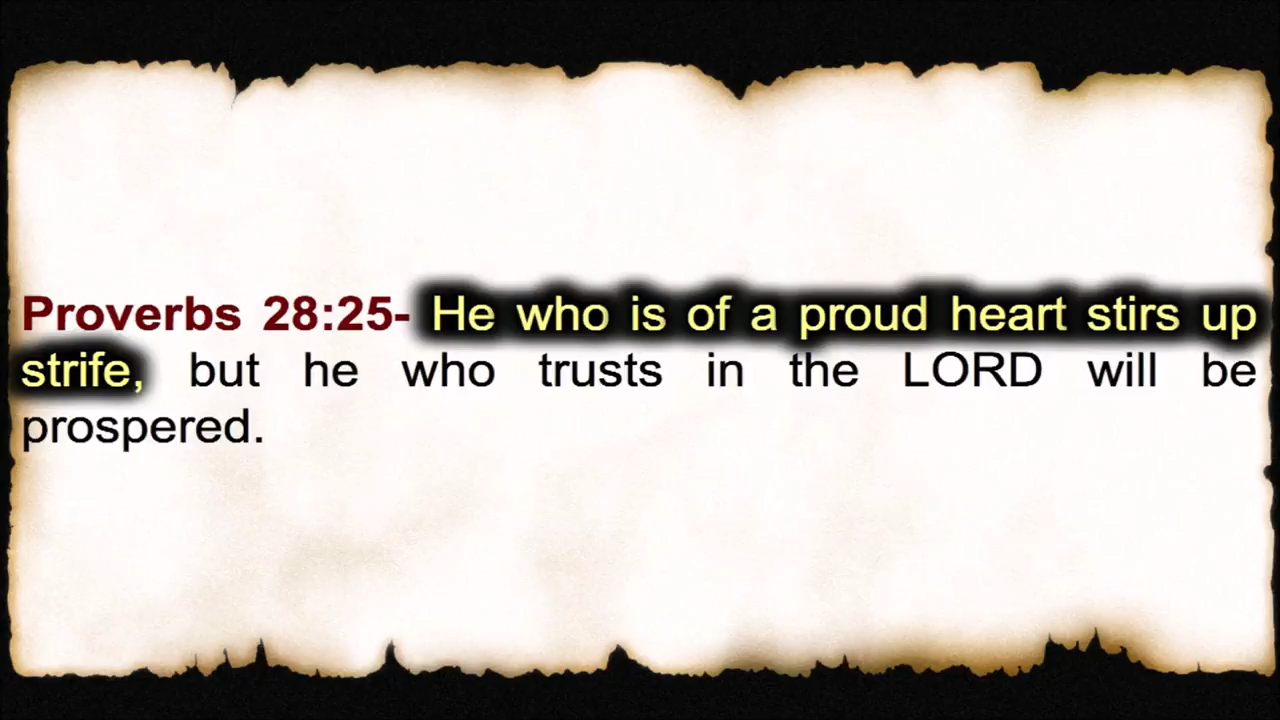 Proverbs 28:25- He who is of a proud heart stirs up
strife, but he who trusts in the LORD will be
prospered.